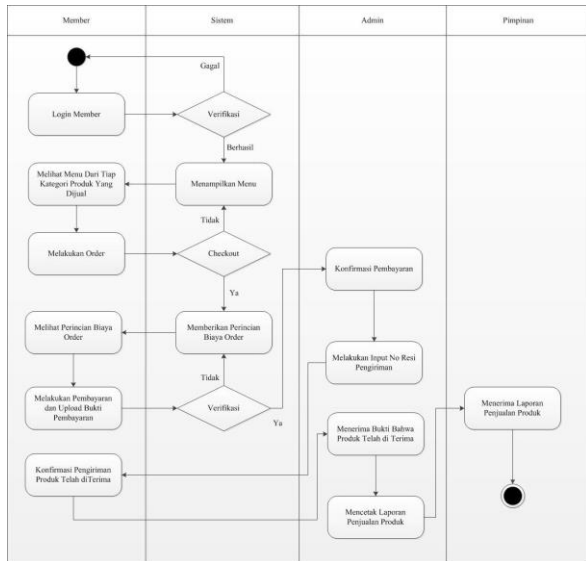 Member
Sistem
Admin
Pimpinan
Gagal
Login Member
Verifikasi
Berhasil
Melihat Menu Dari Tiap
Kategori Produk Yang
Dijual
Menampilkan Menu
Tidak
Melakukan Order
Checkout
Konfirmasi Pembayaran
Ya
Melihat Perincian Biaya
Order
Memberikan Perincian
Biaya Order
Melakukan Input No Resi
Pengiriman
Tidak
Melakukan Pembayaran
dan Upload Bukti
Pembayaran
Verifikasi
Ya
Menerima Bukti Bahwa
Produk Telah di Terima
Menerima Laporan
Penjualan Produk
Konfirmasi Pengiriman
Produk Telah diTerima
Mencetak Laporan
Penjualan Produk